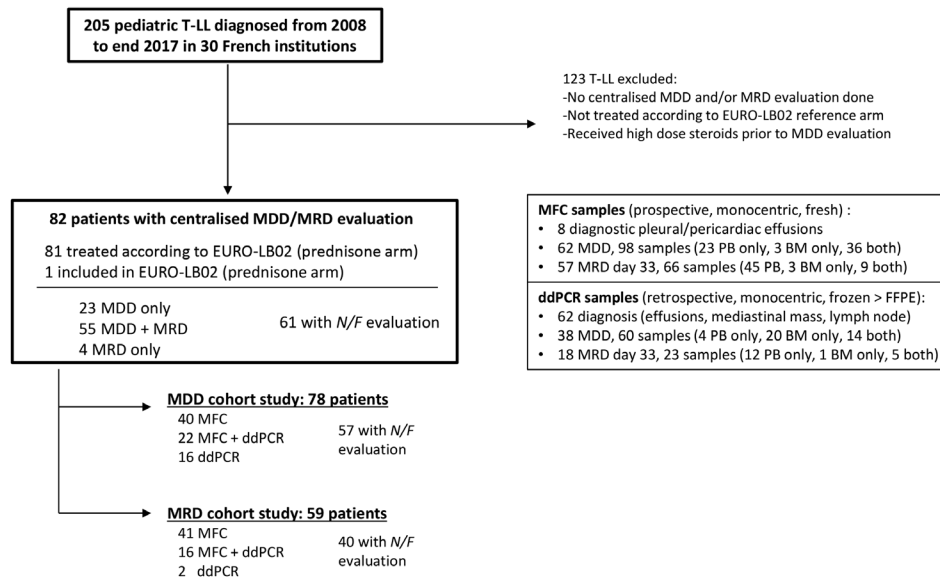 205 pediatric T-LL diagnosed from 2008
to end 2017 in 30 French institutions
123 T-LL excluded:
-No centralised MDD and/or MRD evaluation done
-Not treated according to EURO-LB02 reference arm
-Received high dose steroids prior to MDD evaluation
82 patients with centralised MDD/MRD evaluation
81 treated according to EURO-LB02 (prednisone arm)
1 included in EURO-LB02 (prednisone arm)
23 MDD only
55 MDD + MRD
4 MRD only
61 with N/F evaluation
MFC samples (prospective, monocentric, fresh) :
• 8 diagnostic pleural/pericardiac effusions
• 62 MDD, 98 samples (23 PB only, 3 BM only, 36 both)
• 57 MRD day 33, 66 samples (45 PB, 3 BM only, 9 both)
ddPCR samples (retrospective, monocentric, frozen > FFPE):
• 62 diagnosis (effusions, mediastinal mass, lymph node)
• 38 MDD, 60 samples (4 PB only, 20 BM only, 14 both)
• 18 MRD day 33, 23 samples (12 PB only, 1 BM only, 5 both)
MDD cohort study: 78 patients
40 MFC
22 MFC + ddPCR
16 ddPCR
57 with N/F
evaluation
MRD cohort study: 59 patients
41 MFC
16 MFC + ddPCR
2 ddPCR
40 with N/F
evaluation